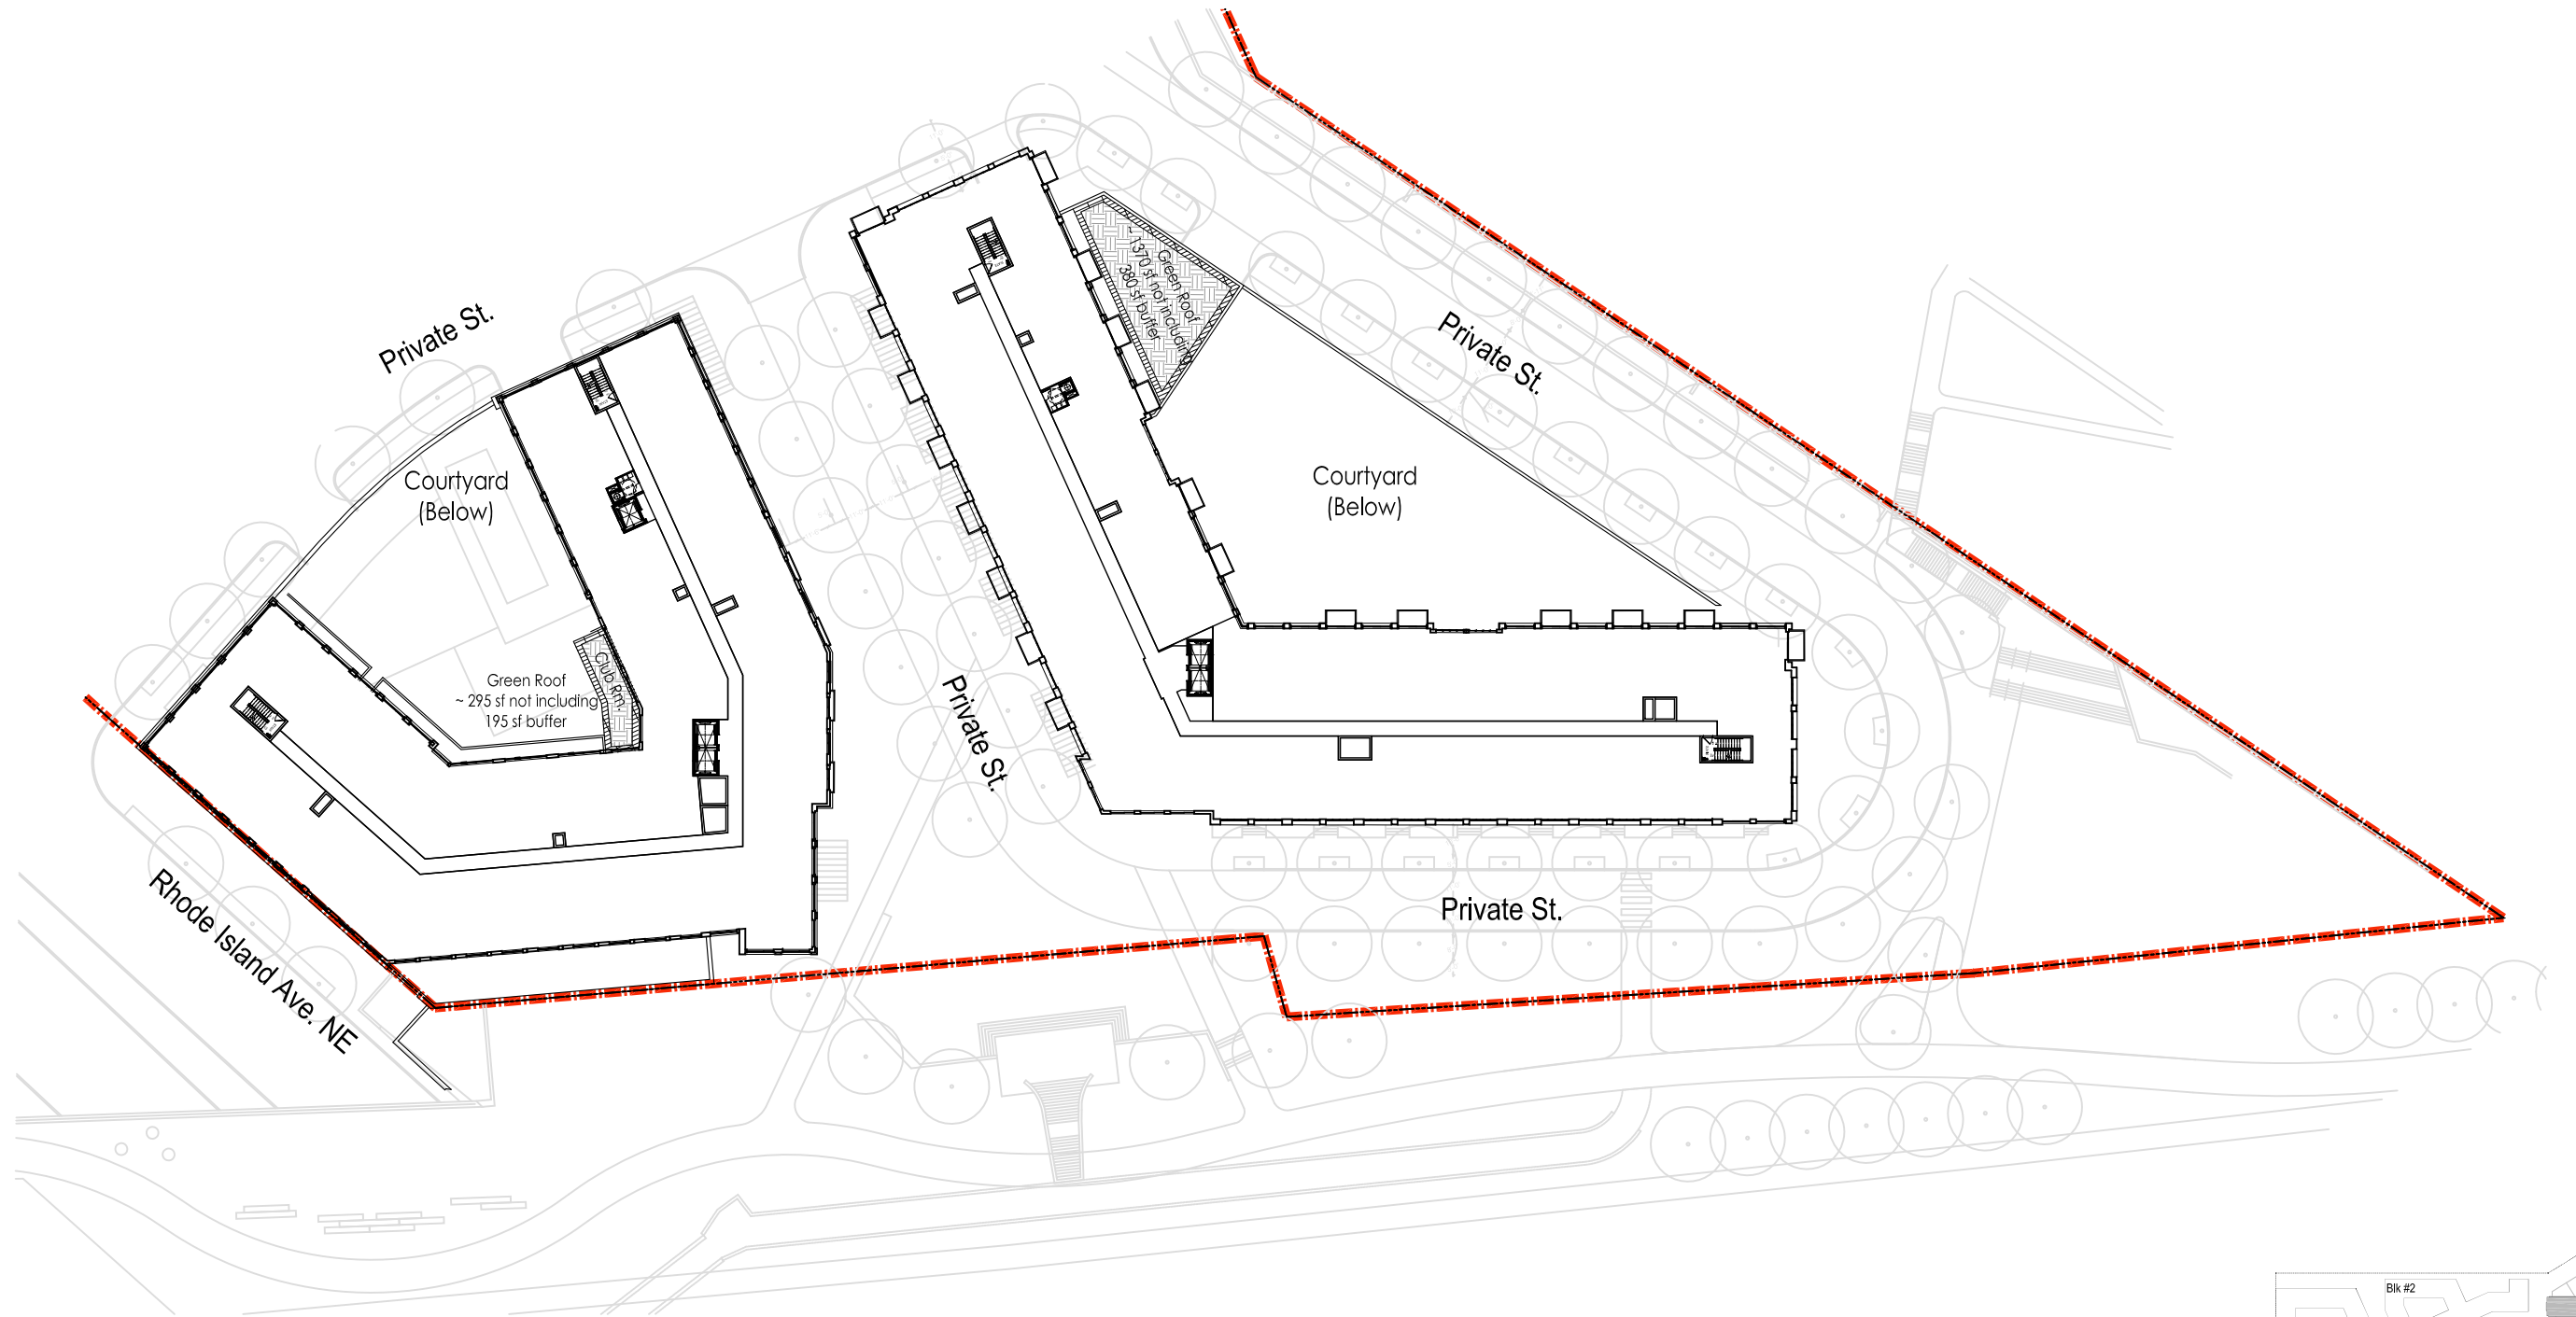 Private St.
Green Roof
~ 1370 sf not including
380 sf buffer
Private St.
Courtyard
(Below)
Courtyard
(Below)
Club Rm.
Green Roof
~ 295 sf not including
195 sf buffer
Private St.
Rhode Island Ave. NE
Private St.
Blk #2